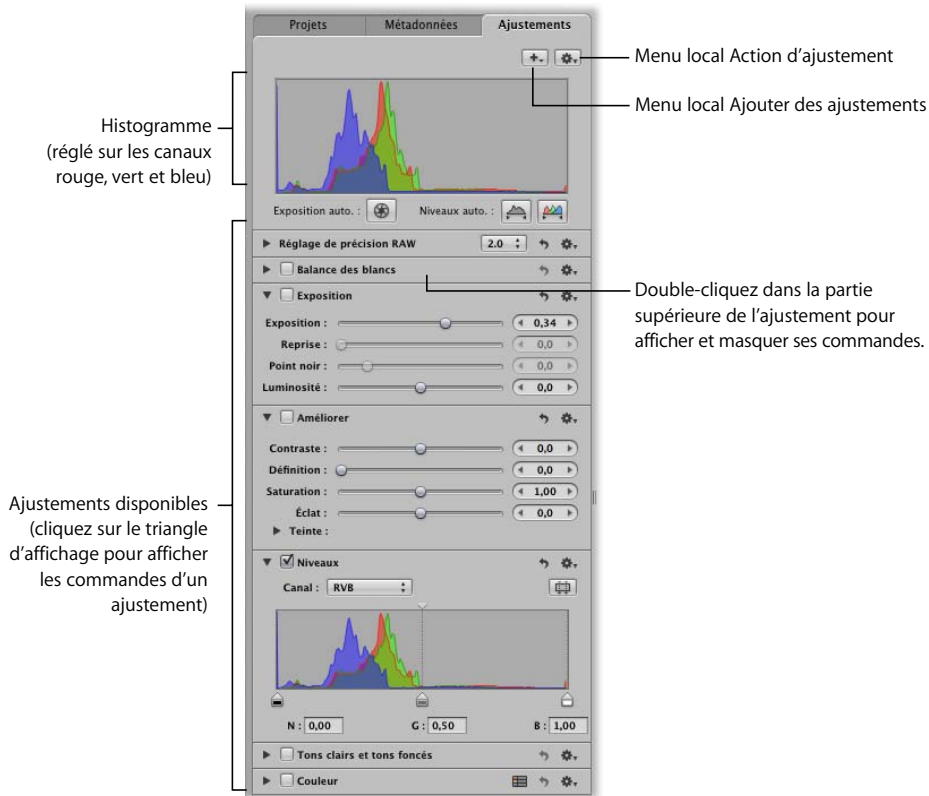 Projets Métadonnées Ajustements
Menu local Action d’ajustement
Menu local Ajouter des ajustements
Histogramme
(réglé sur les canaux
rouge, vert et bleu)
Exposition auto. : Niveaux auto. :
Réglage de précision RAW 2.0
Balance des blancs
Double-cliquez dans la partie
supérieure de l’ajustement pour
afficher et masquer ses commandes.
Exposition
Exposition : 0,34
Reprise : 0,0
Point noir : 0,0
Luminosité : 0,0
Améliorer
Contraste : 0,0
Définition : 0,0
Saturation : 1,00
Éclat : 0,0
Teinte :
Ajustements disponibles
(cliquez sur le triangle
d’affichage pour afficher
les commandes d’un
ajustement)
Niveaux
Canal : RVB
N : 0,00 G : 0,50 B : 1,00
Tons clairs et tons foncés
Couleur